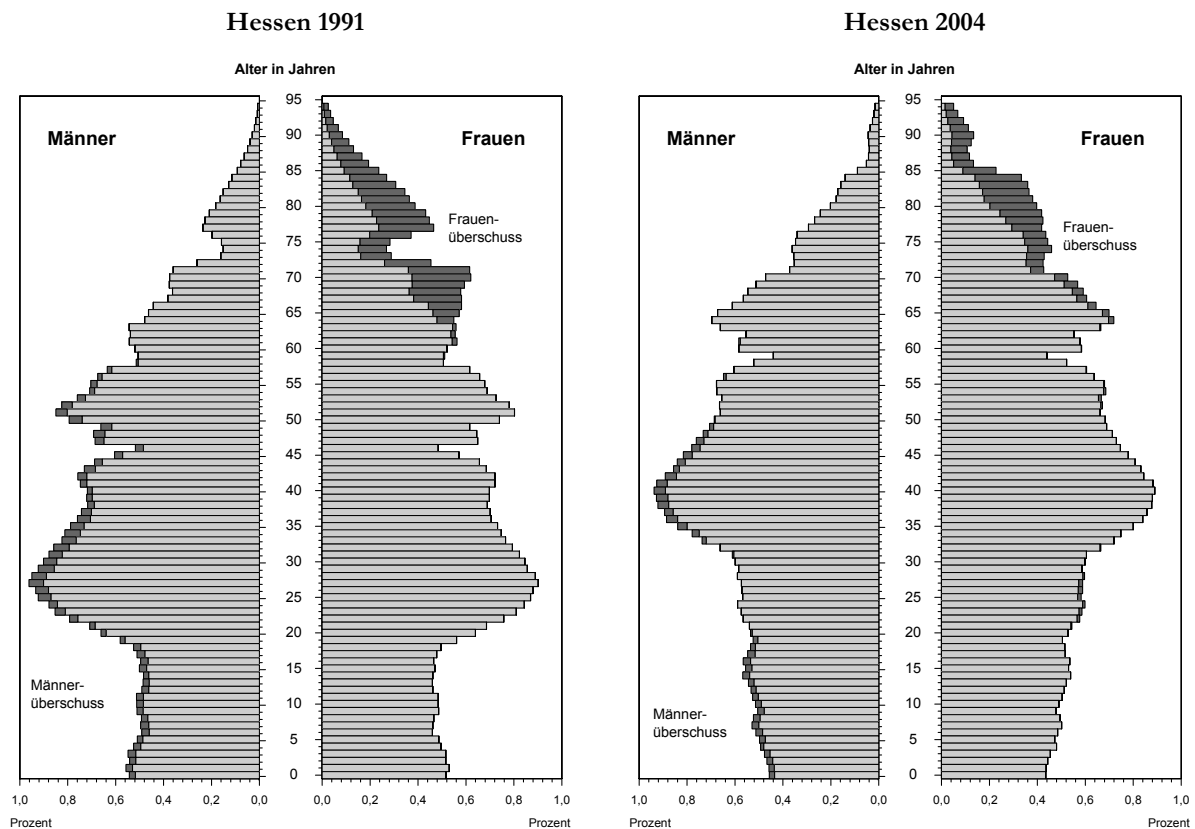 Hessen 1991
Alter in Jahren
Männer
Frauen
95
90
85
80
75
70
65
60
55
50
45
40
35
30
25
20
15
10
5
0
Frauen-
überschuss
Männer-
überschuss
1,0 0,8 0,6 0,4 0,2 0,0
0,0 0,2 0,4 0,6 0,8 1,0
Prozent
Prozent
Hessen 2004
Alter in Jahren
Männer
Frauen
95
90
85
80
75
70
65
60
55
50
45
40
35
30
25
20
15
10
5
0
Frauen-
überschuss
Männer-
überschuss
1,0 0,8 0,6 0,4 0,2 0,0
0,0 0,2 0,4 0,6 0,8 1,0
Prozent
Prozent